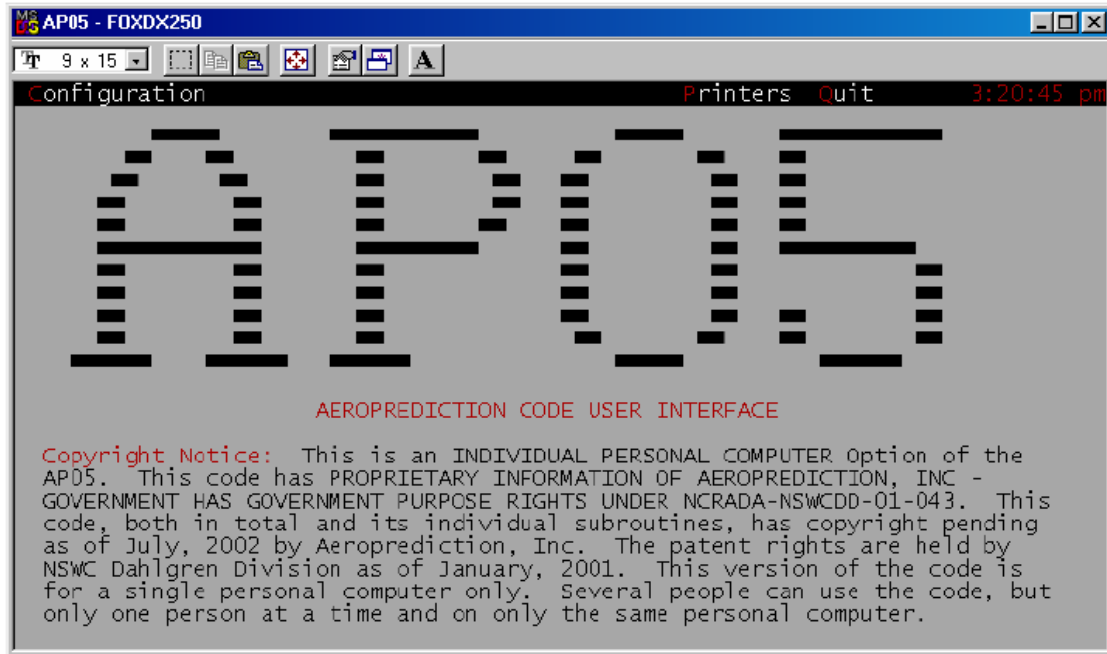 AP05 - FOXDX250
9 x 15
A
Configuration Printers Quit 3:20:45 pm
AP05
AEROPREDICTION CODE USER INTERFACE
Copyright Notice: This is an INDIVIDUAL PERSONAL COMPUTER Option of the
AP05. This code has PROPRIETARY INFORMATION OF AEROPREDICTION, INC -
GOVERNMENT HAS GOVERNMENT PURPOSE RIGHTS UNDER NCRADA-NSWCDD-01-043. This
code, both in total and its individual subroutines, has copyright pending
as of July, 2002 by Aeroprediction, Inc. The patent rights are held by
NSWC Dahlgren Division as of January, 2001. This version of the code is
for a single personal computer only. Several people can use the code, but
only one person at a time and on only the same personal computer.